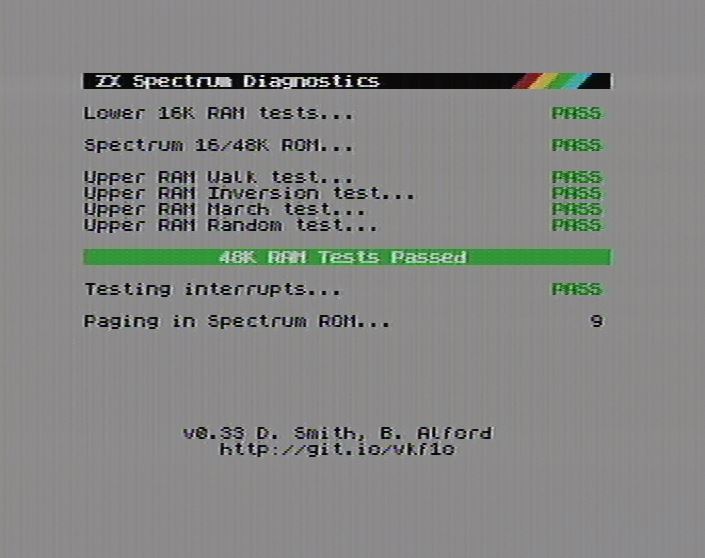 ZX Spectrum Diagnostics
Lower 16K RAM tests... PASS
Spectrum 16/48K ROM... PASS
Upper RAM Walk test... PASS
Upper RAM Inversion test... PASS
Upper RAM March test... PASS
Upper RAM Random test... PASS
48K RAM Tests Passed
Testing interrupts... PASS
Paging in Spectrum ROM... 9
v0.33 D. Smith, B. Alford
http://git.io/vkf1o